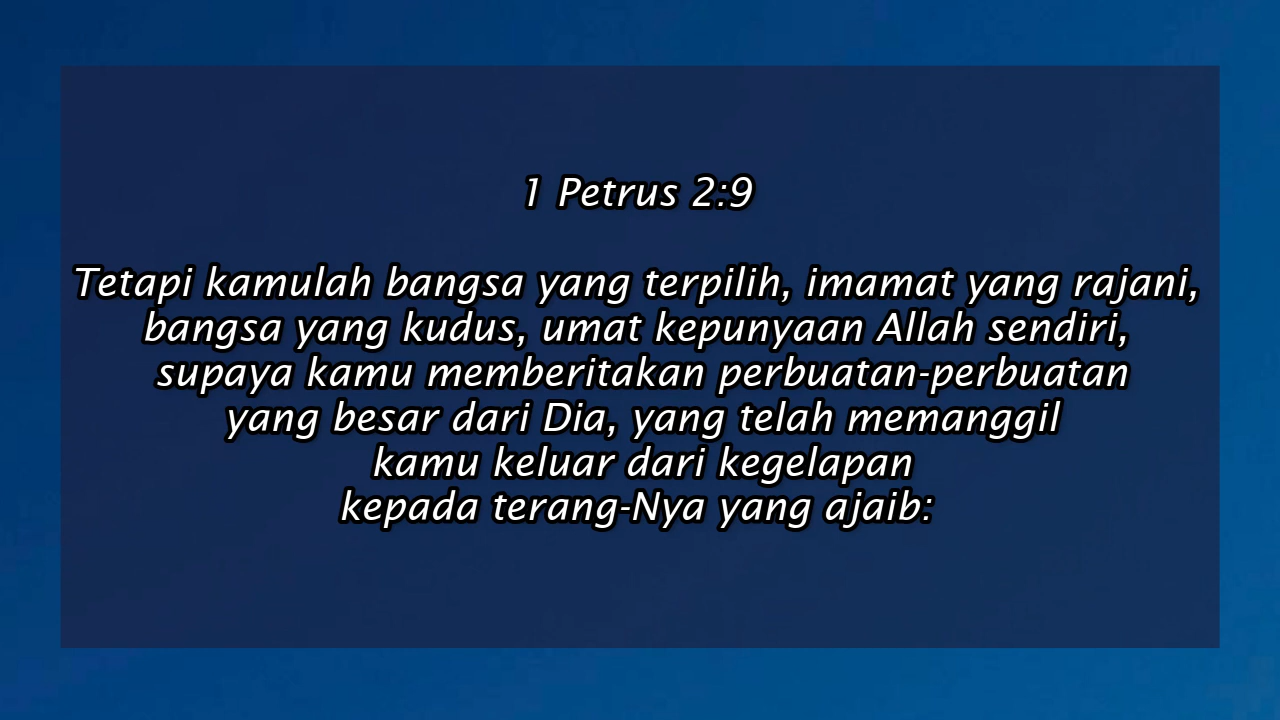 1 Petrus 2:9
Tetapi kamulah bangsa yang terpilih, imamat yang rajani,
bangsa yang kudus, umat kepunyaan Allah sendiri,
supaya kamu memberitakan perbuatan-perbuatan
yang besar dari Dia, yang telah memanggil
kamu keluar dari kegelapan
kepada terang-Nya yang ajaib: